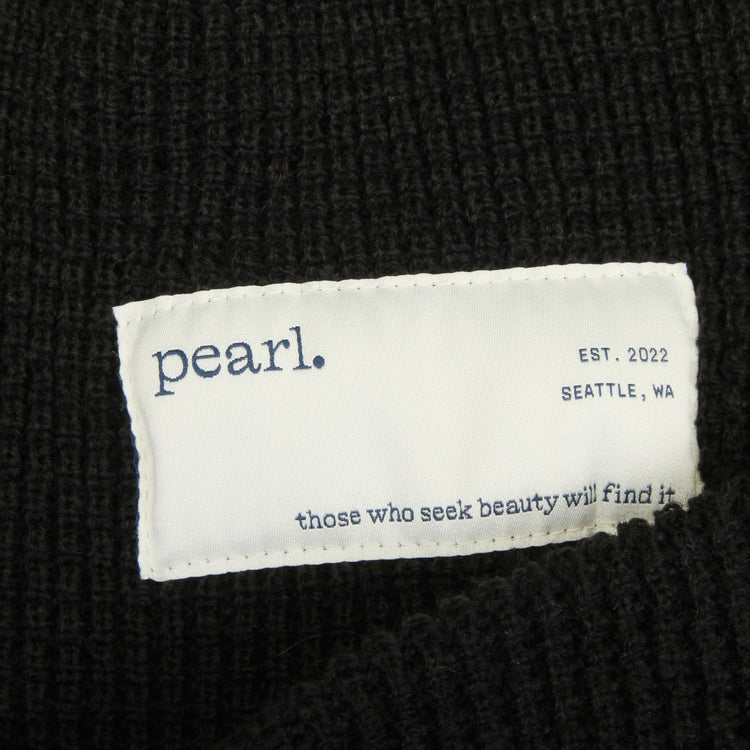 pearl.
EST. 2022
SEATTLE, WA
those who seek beauty will find it